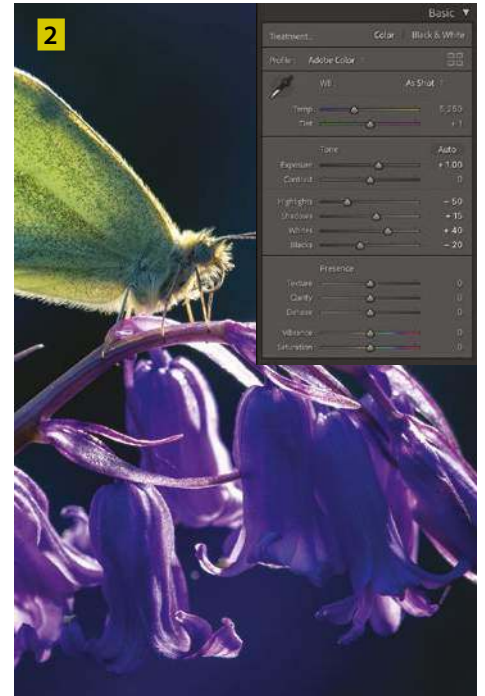 2
Basic ▼
Treatment: Color | Black & White
Profile: Adobe Color
WB: As Shot
Temp 5,250
Tint + 1
Tone Auto
Exposure + 1.00
Contrast 0
Highlights – 50
Shadows + 15
Whites + 40
Blacks – 20
Presence
Texture 0
Clarity 0
Dehaze 0
Vibrance 0
Saturation 0